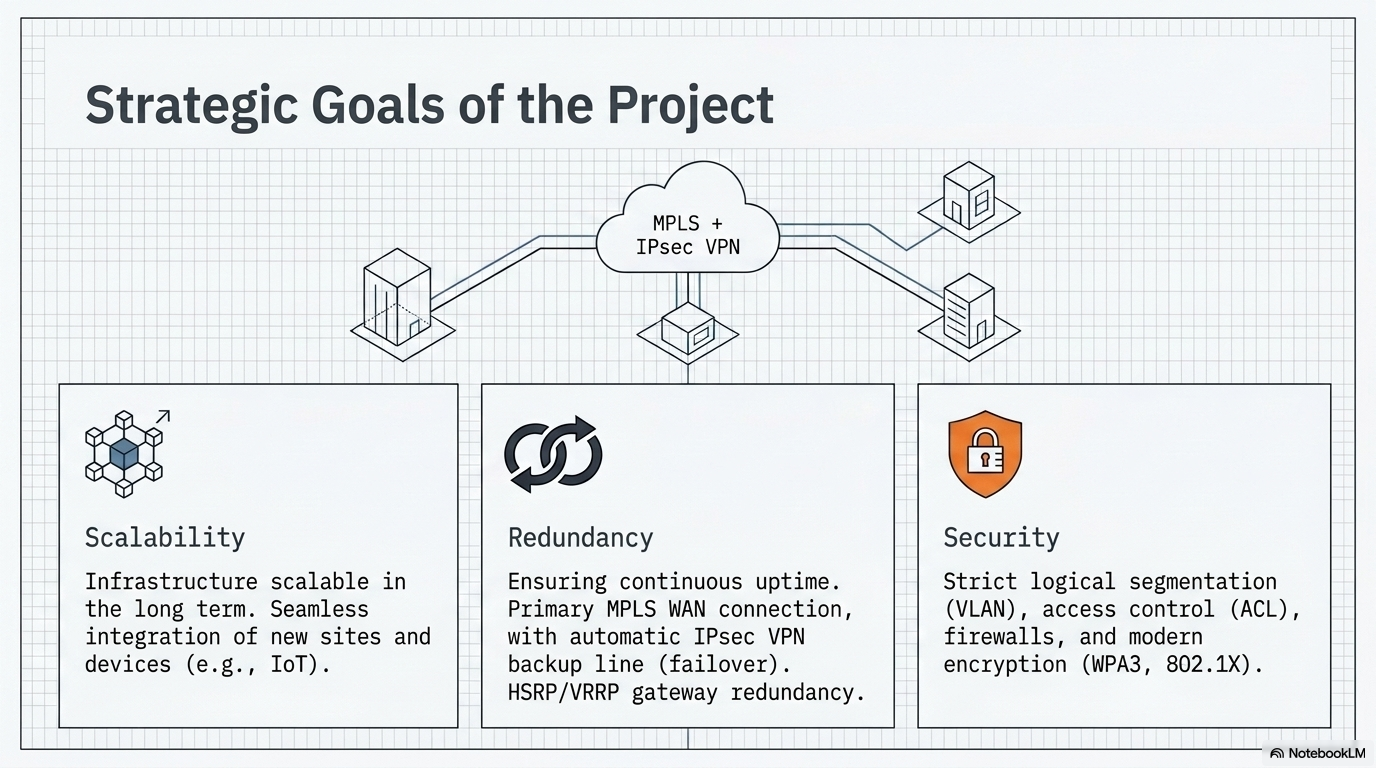 Strategic Goals of the Project
MPLS +
IPsec VPN
Scalability
Infrastructure scalable in
the long term. Seamless
integration of new sites and
devices (e.g., IoT).
Redundancy
Ensuring continuous uptime.
Primary MPLS WAN connection,
with automatic IPsec VPN
backup line (failover).
HSRP/VRRP gateway redundancy.
Security
Strict logical segmentation
(VLAN), access control (ACL),
firewalls, and modern
encryption (WPA3, 802.1X).
NotebookLM